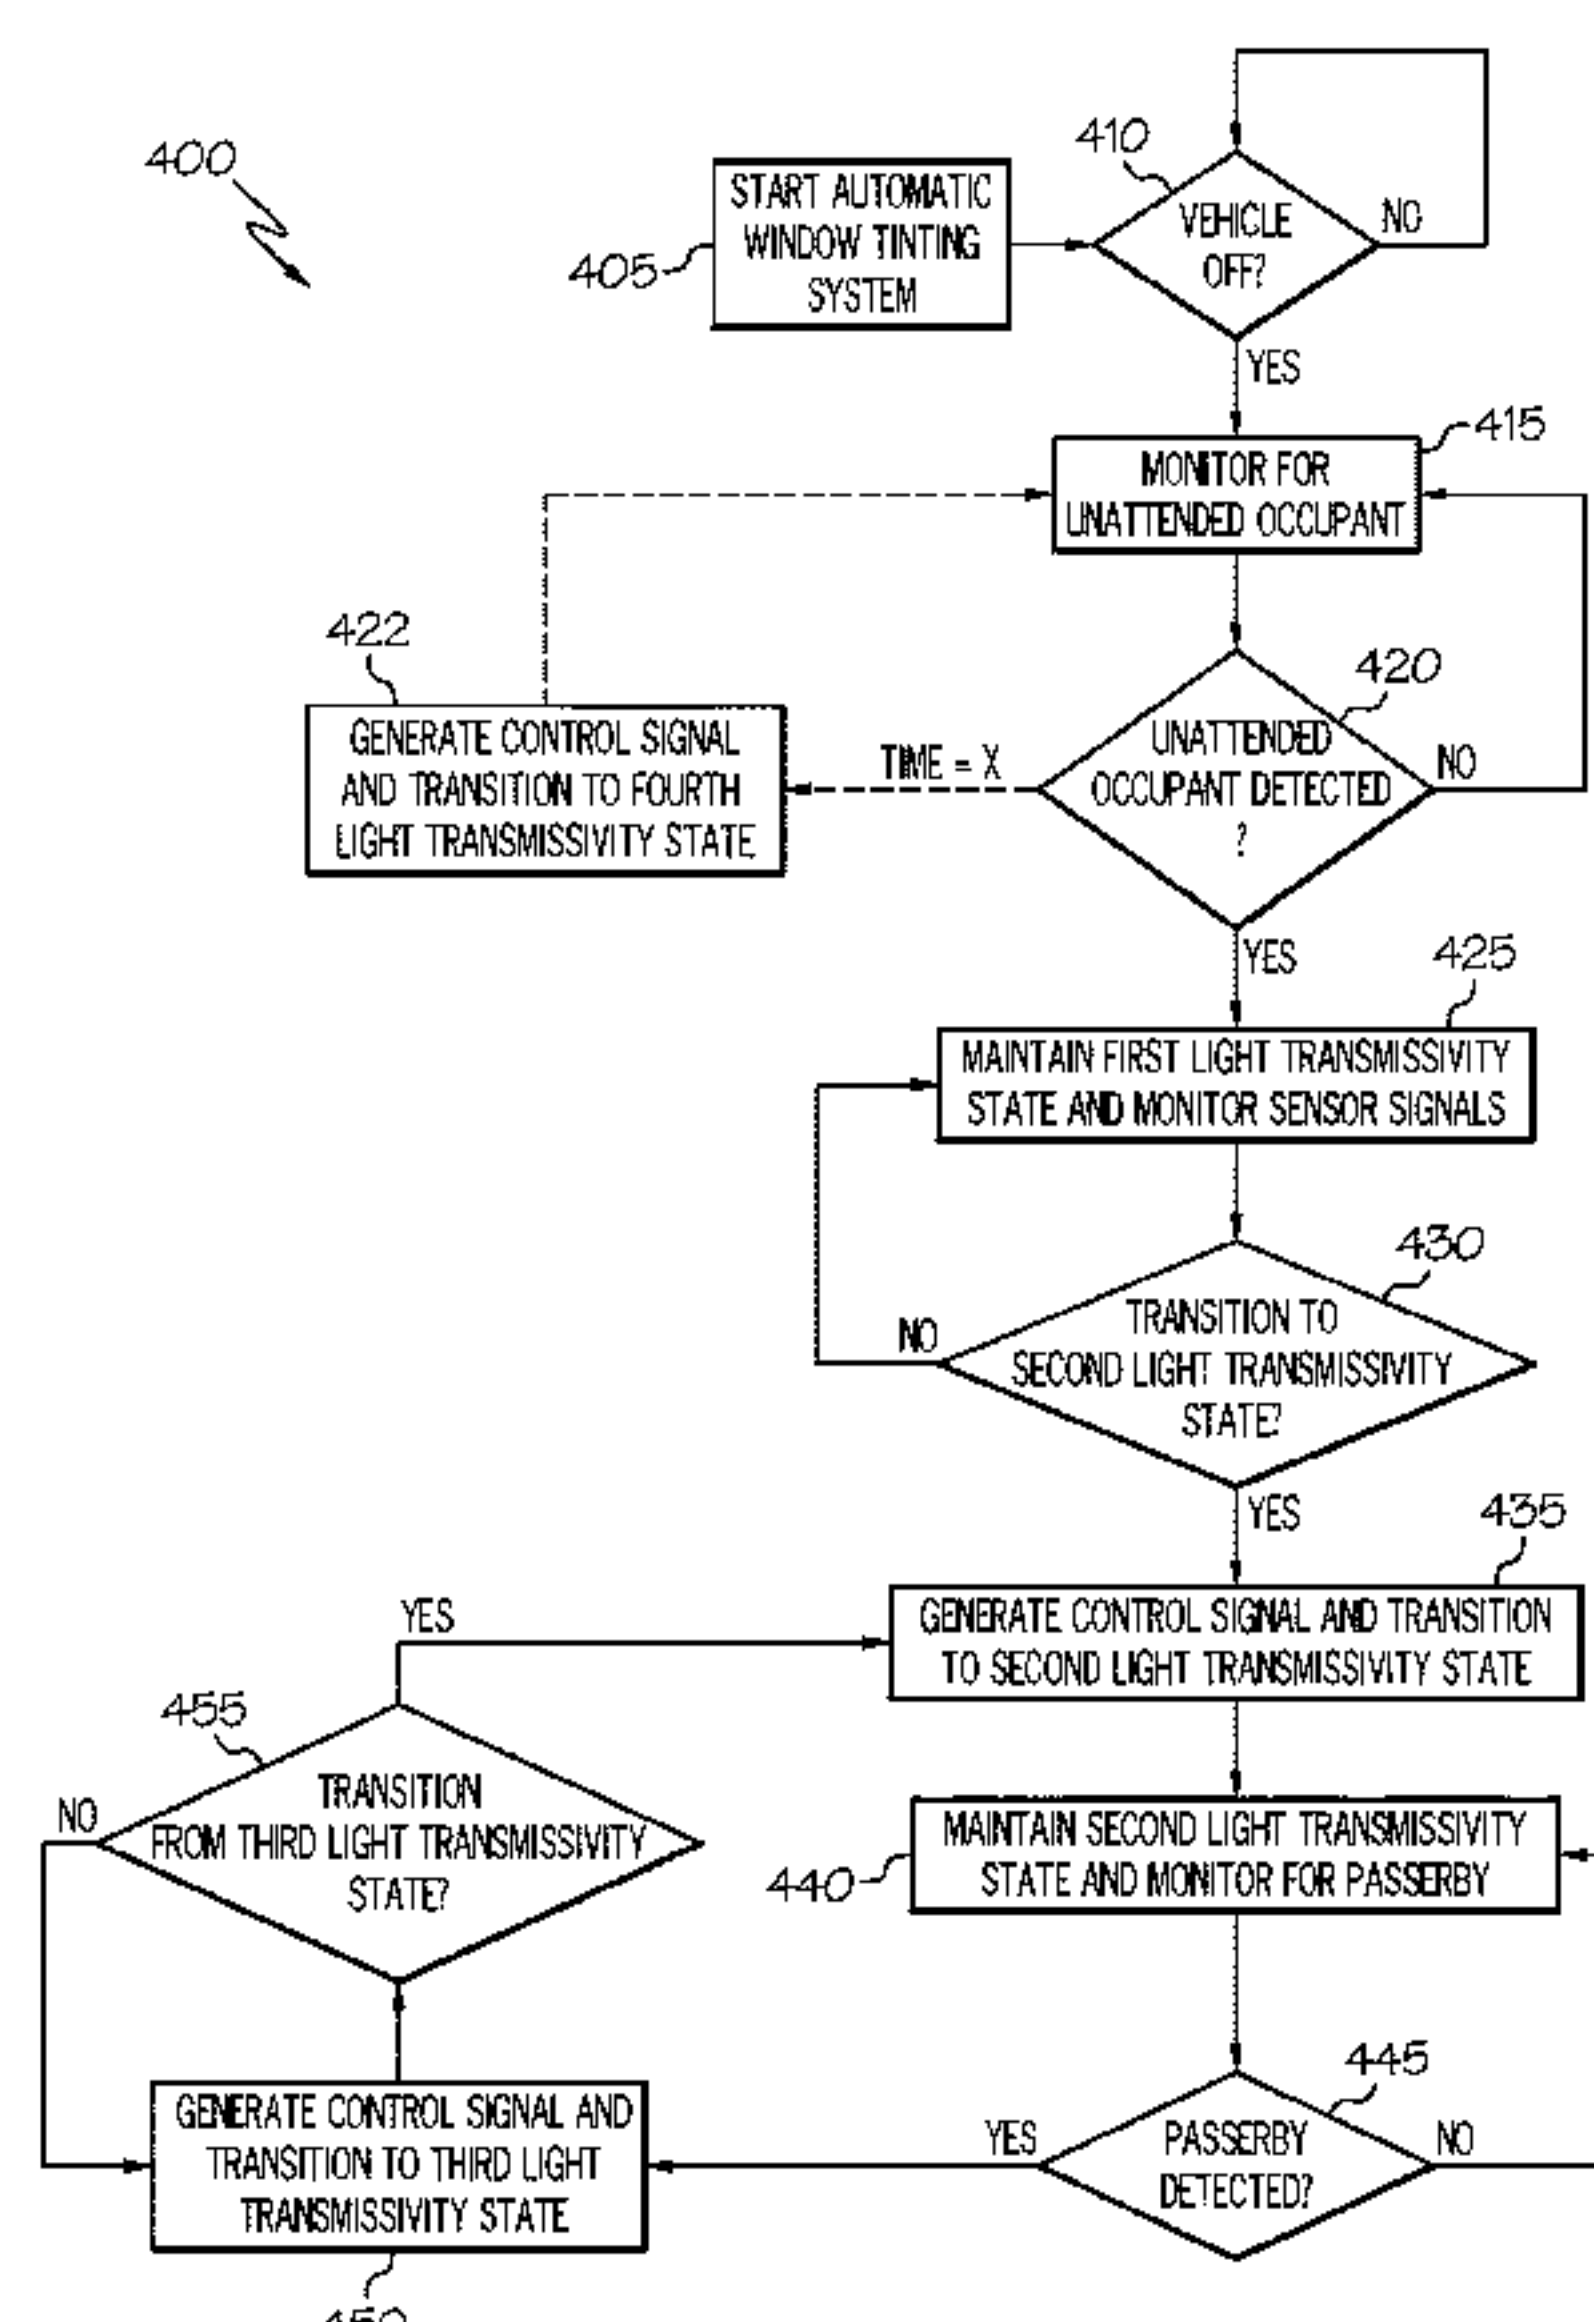 400
410
START AUTOMATIC
WINDOW TINTING
SYSTEM
405
VEHICLE
OFF?
NO
YES
415
MONITOR FOR
UNATTENDED OCCUPANT
422
420
GENERATE CONTROL SIGNAL
AND TRANSITION TO FOURTH
LIGHT TRANSMISSIVITY STATE
TIME = X
UNATTENDED
OCCUPANT DETECTED
?
NO
YES
425
MAINTAIN FIRST LIGHT TRANSMISSIVITY
STATE AND MONITOR SENSOR SIGNALS
430
NO
TRANSITION TO
SECOND LIGHT TRANSMISSIVITY
STATE?
YES
435
GENERATE CONTROL SIGNAL AND TRANSITION
TO SECOND LIGHT TRANSMISSIVITY STATE
YES
455
NO
TRANSITION
FROM THIRD LIGHT TRANSMISSIVITY
STATE?
MAINTAIN SECOND LIGHT TRANSMISSIVITY
STATE AND MONITOR FOR PASSERBY
440
445
GENERATE CONTROL SIGNAL AND
TRANSITION TO THIRD LIGHT
TRANSMISSIVITY STATE
YES
PASSERBY
DETECTED?
NO